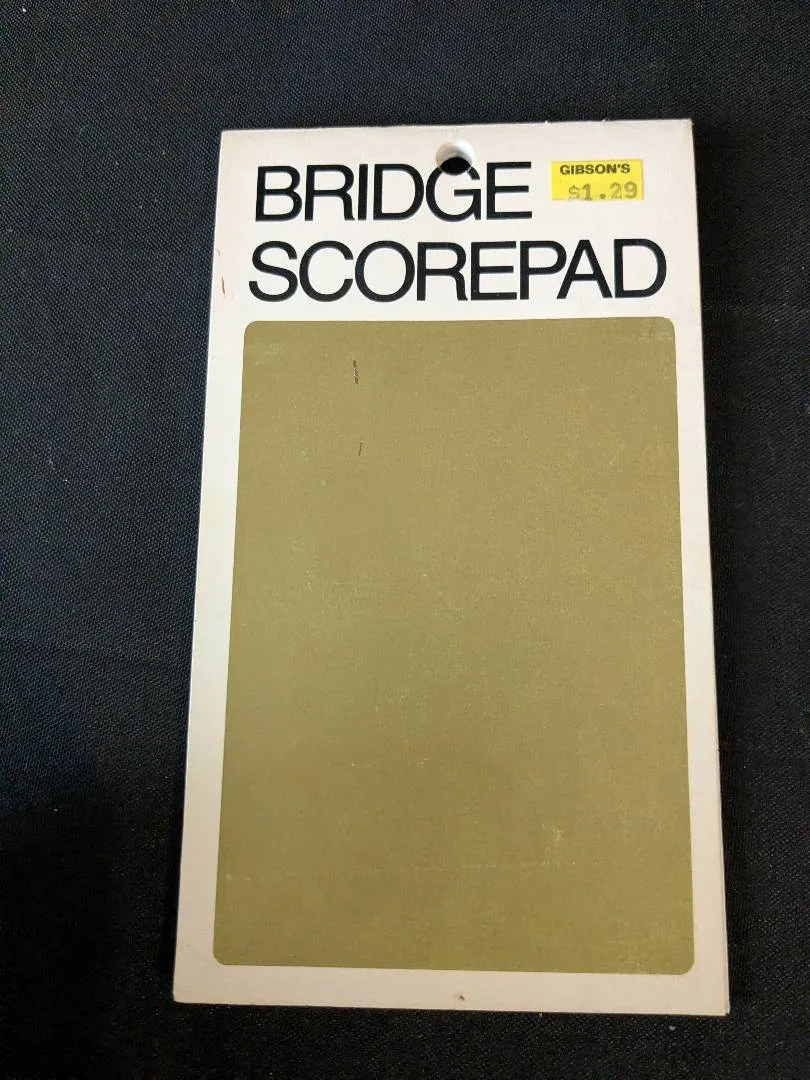 BRIDGE
GIBSON'S
$1.29
SCOREPAD